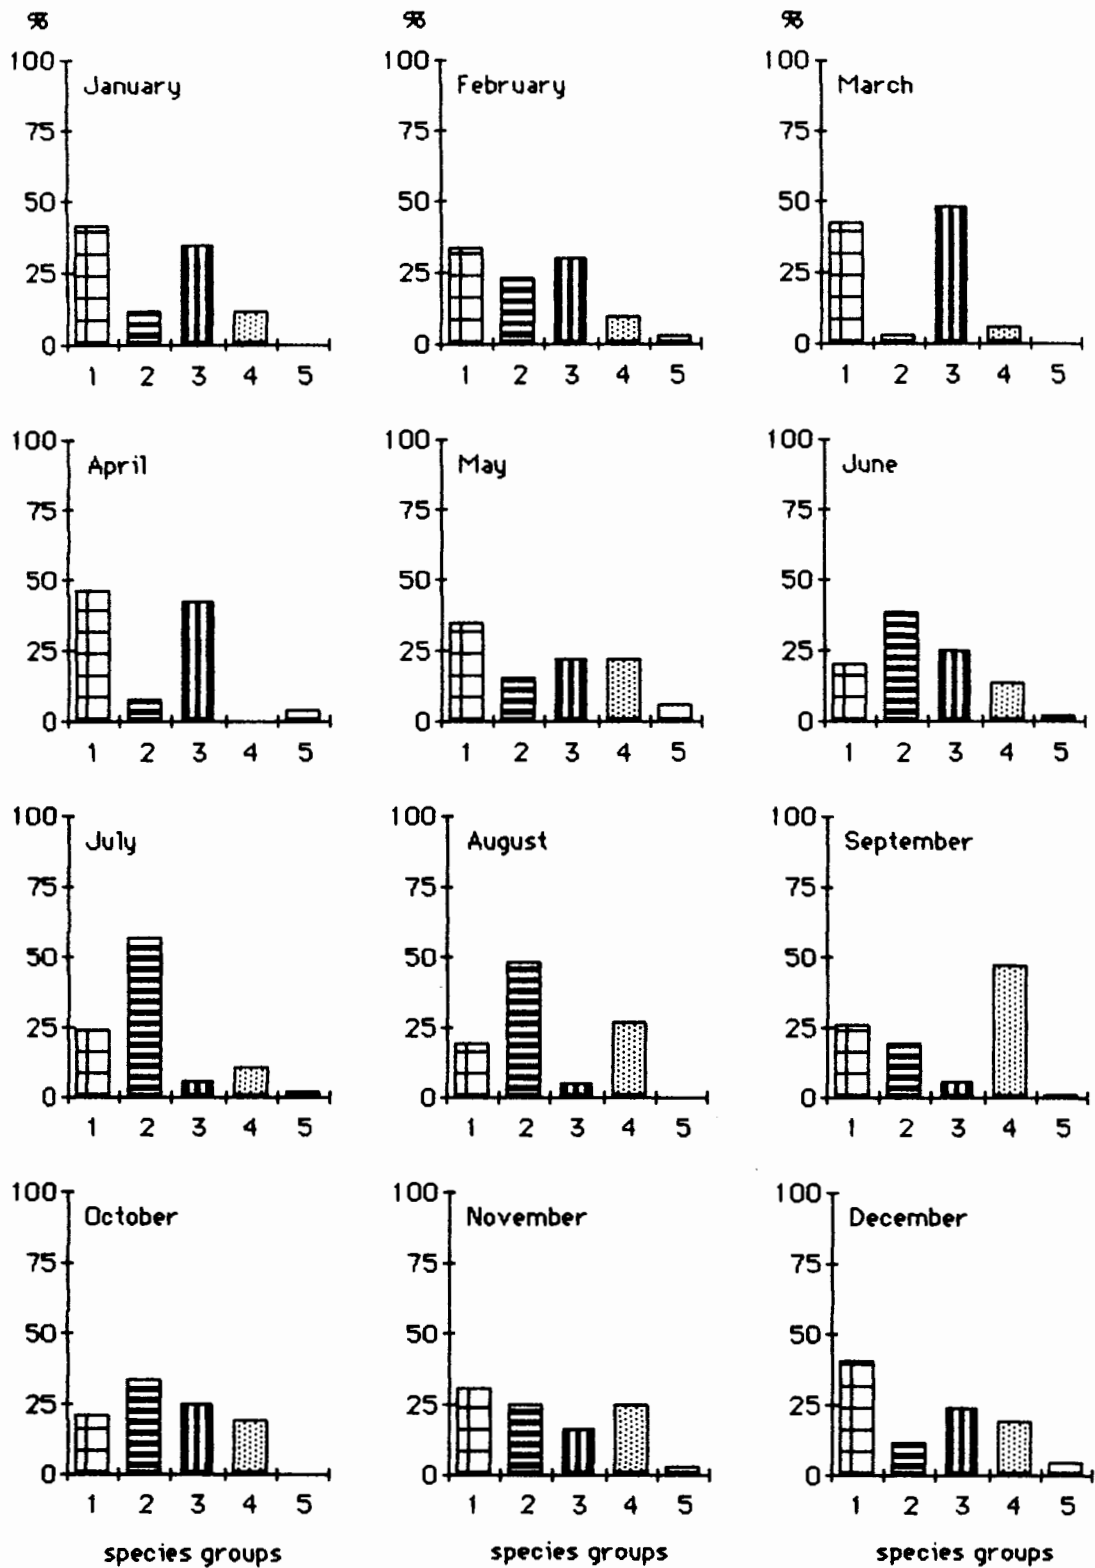 % % %
100 100 100
January February March
75 75 75
50 50 50
25 25 25
0 0 0
1 2 3 4 5 1 2 3 4 5 1 2 3 4 5
100 100 100
April May June
75 75 75
50 50 50
25 25 25
0 0 0
1 2 3 4 5 1 2 3 4 5 1 2 3 4 5
100 100 100
July August September
75 75 75
50 50 50
25 25 25
0 0 0
1 2 3 4 5 1 2 3 4 5 1 2 3 4 5
100 100 100
October November December
75 75 75
50 50 50
25 25 25
0 0 0
1 2 3 4 5 1 2 3 4 5 1 2 3 4 5
species groups species groups species groups